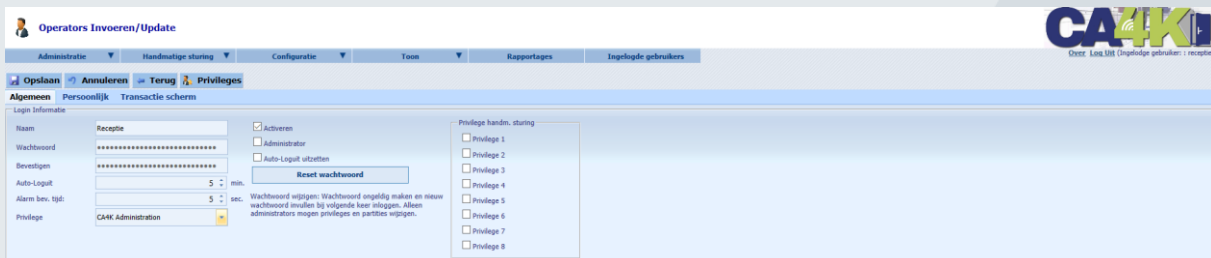 Operators Invoeren/Update
CA4K
Administratie Handmatige sturing Configuratie Toon Rapportages Ingelogde gebruikers
Over Log Uit (Ingelodge gebruiker: : receptie
Opslaan Annuleren Terug Privileges
Algemeen Persoonlijk Transactie scherm
Login Informatie
Naam Receptie
Wachtwoord
Bevestigen
Auto-Loguit 5 min.
Alarm bev. tijd: 5 sec.
Privilege CA4K Administration
Activeren
Administrator
Auto-Loguit uitzetten
Reset wachtwoord
Wachtwoord wijzigen: Wachtwoord ongeldig maken en nieuw
wachtwoord invullen bij volgende keer inloggen. Alleen
administrators mogen privileges en partities wijzigen.
Privilege handm. sturing
Privilege 1
Privilege 2
Privilege 3
Privilege 4
Privilege 5
Privilege 6
Privilege 7
Privilege 8